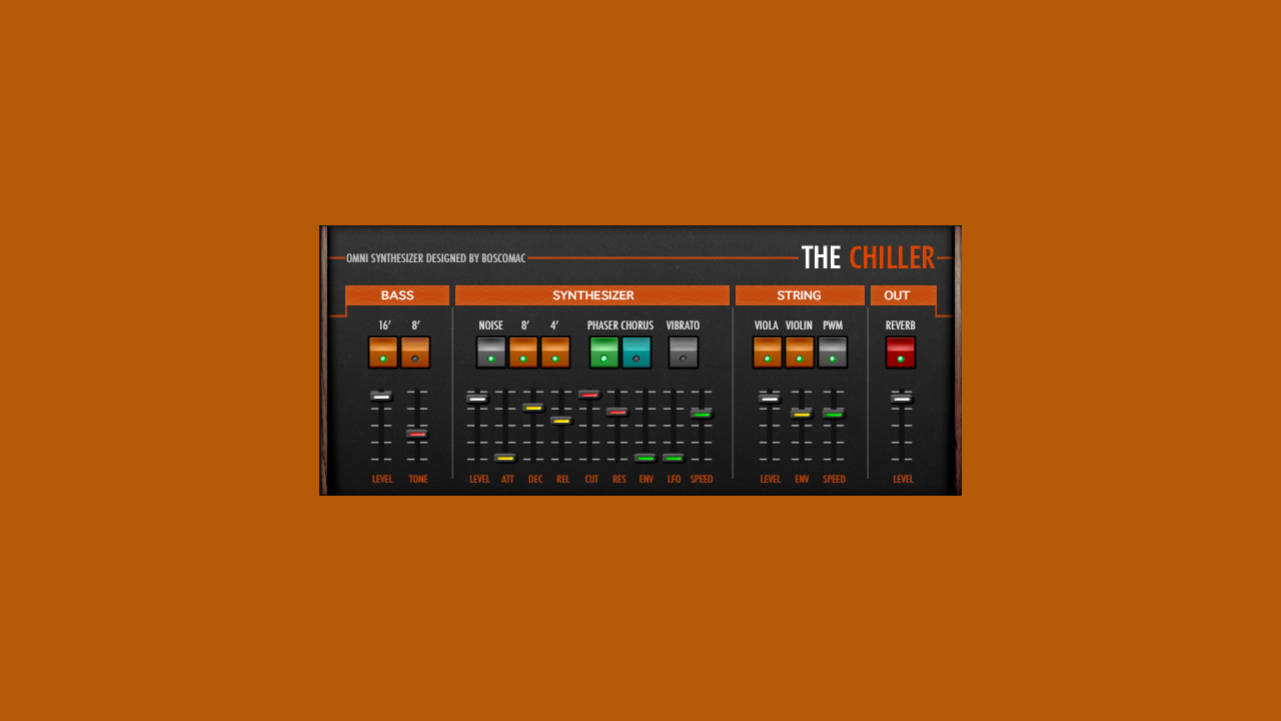 OMNI SYNTHESIZER DESIGNED BY BOSCOMAC THE CHILLER
BASS SYNTHESIZER STRING OUT
16' 8' NOISE 8' 4' PHASER CHORUS VIBRATO VIOLA VIOLIN PWM REVERB
LEVEL TONE LEVEL ATT DEC REL CUT RES ENV LFO SPEED LEVEL ENV SPEED LEVEL